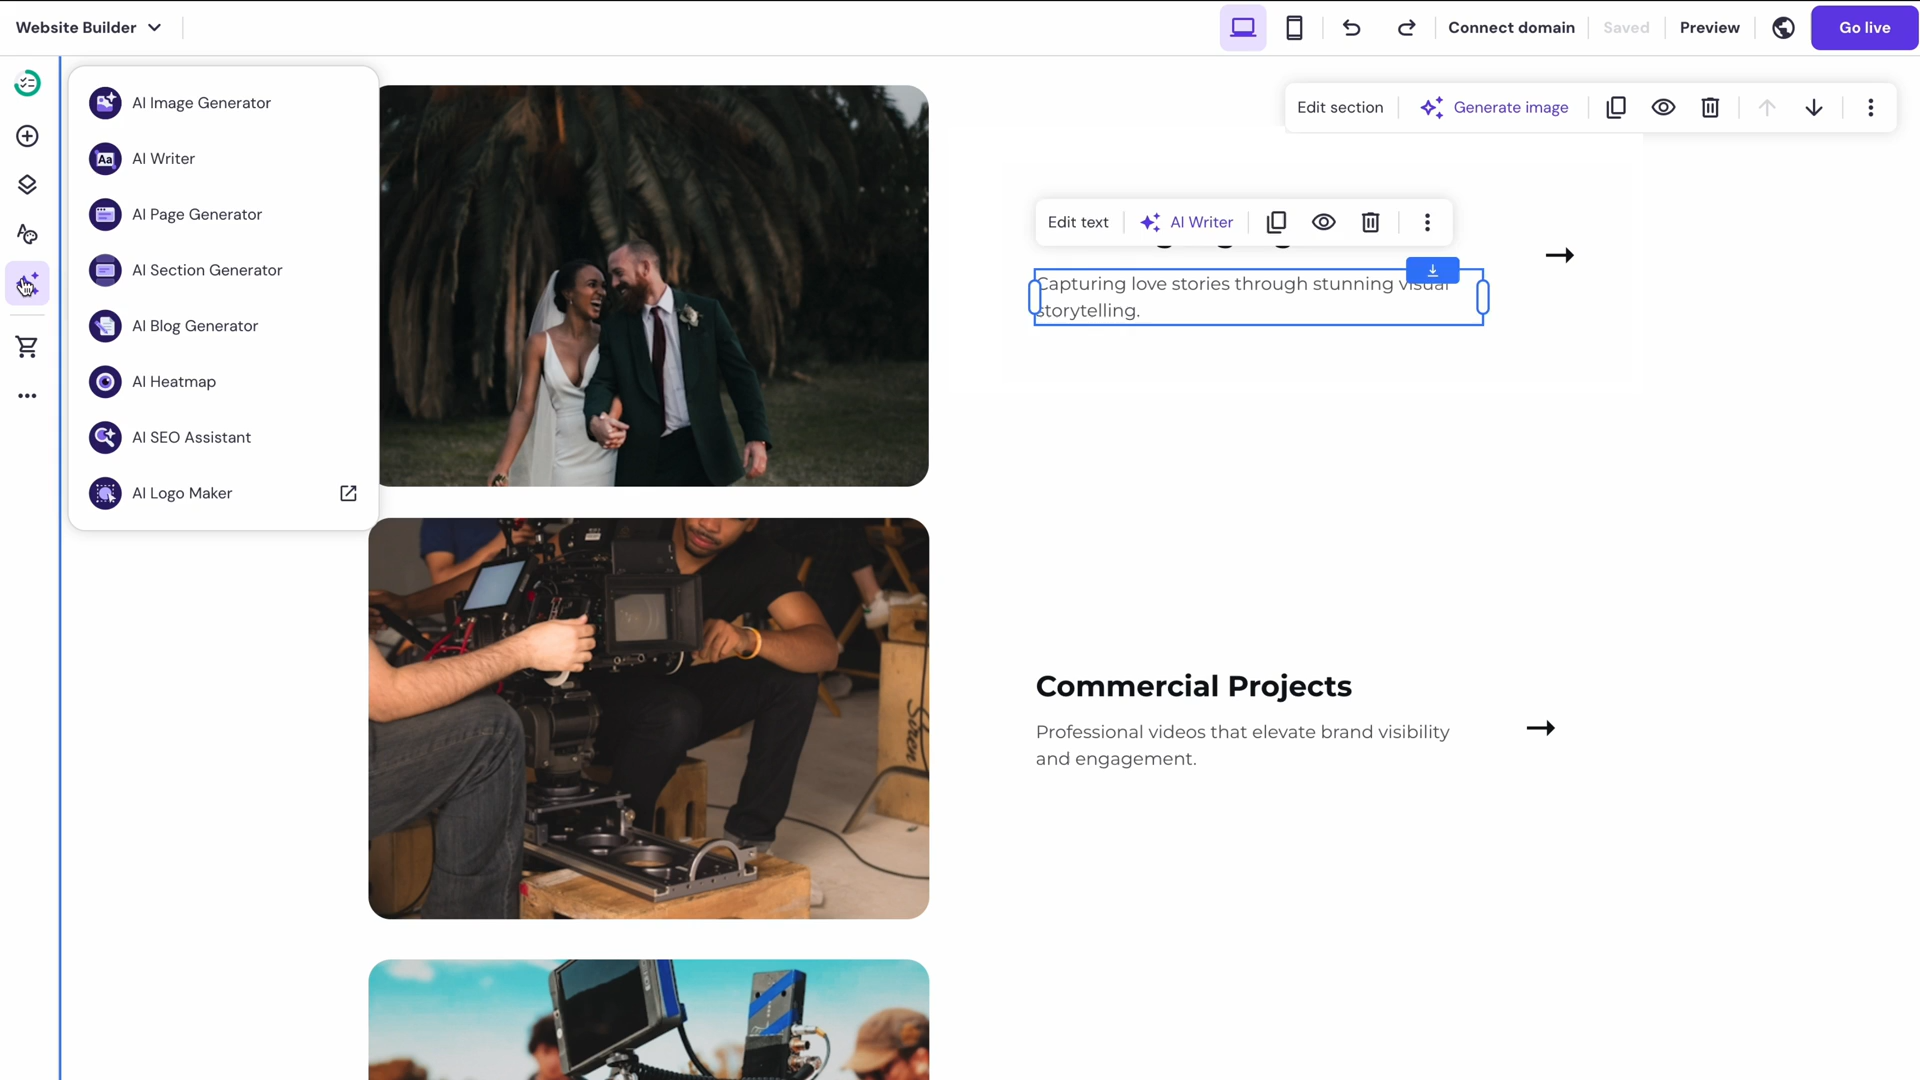 Website Builder
Connect domain
Saved
Preview
Go live
AI Image Generator
AI Writer
AI Page Generator
AI Section Generator
AI Blog Generator
AI Heatmap
AI SEO Assistant
AI Logo Maker
Edit section
Generate image
Edit text
AI Writer
Capturing love stories through stunning visual
storytelling.
Commercial Projects
Professional videos that elevate brand visibility
and engagement.
Aa